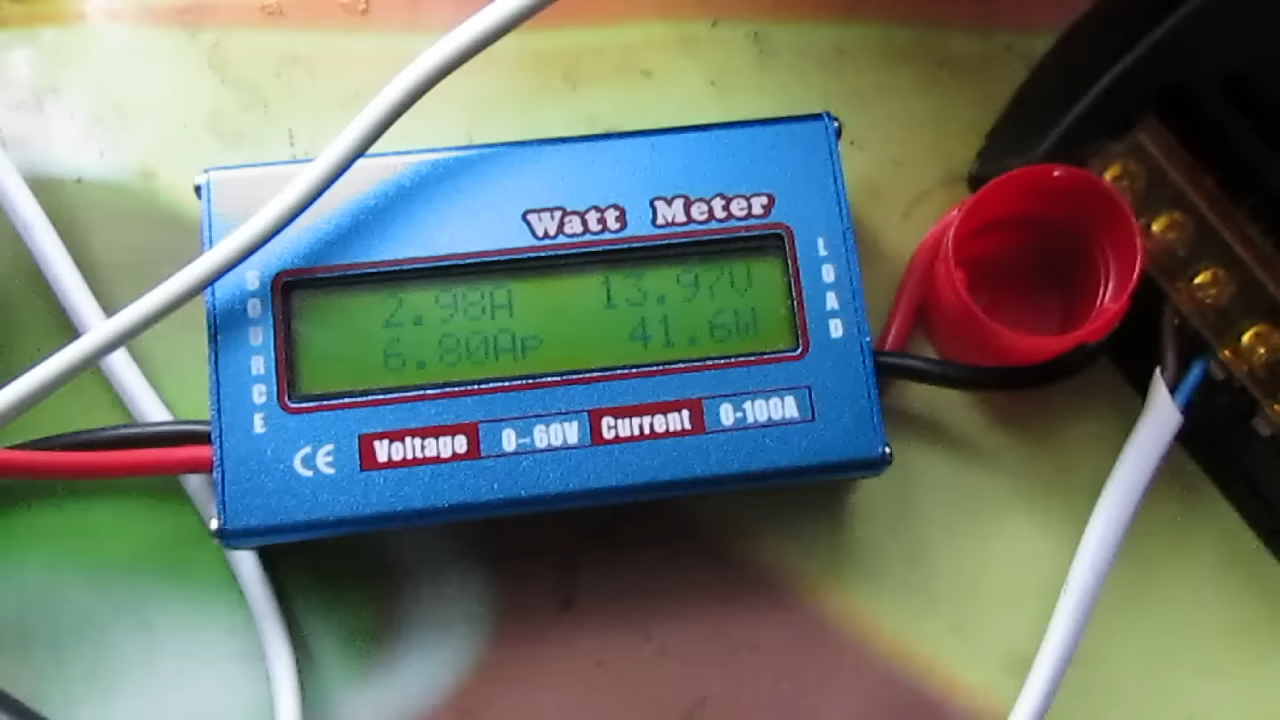 Watt Meter
SOURCE
2.98A 13.97V
6.80Ap 41.6W
LOAD
CE Voltage 0-60V Current 0-100A